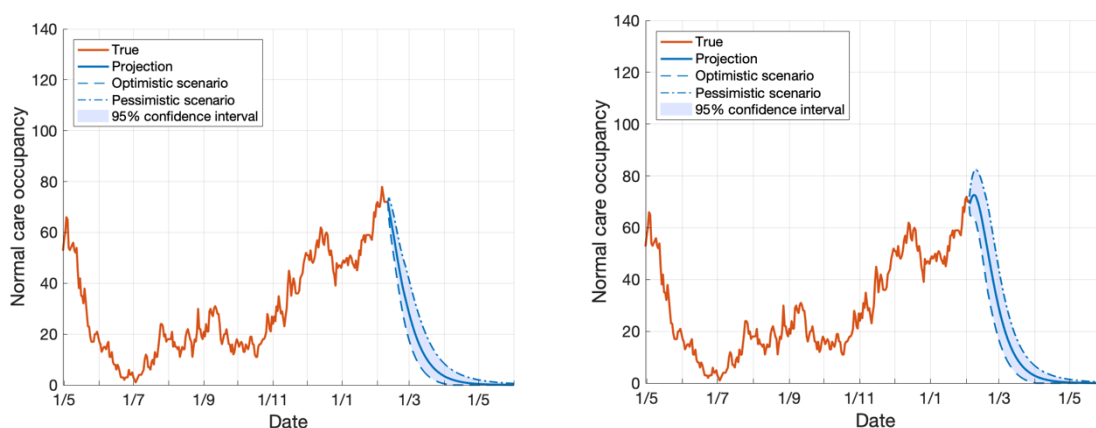 140
120
100
80
60
40
20
0
Normal care occupancy
True
Projection
Optimistic scenario
Pessimistic scenario
95% confidence interval
1/5 1/7 1/9 1/11 1/1 1/3 1/5
Date
140
120
100
80
60
40
20
0
Normal care occupancy
True
Projection
Optimistic scenario
Pessimistic scenario
95% confidence interval
1/5 1/7 1/9 1/11 1/1 1/3 1/5
Date